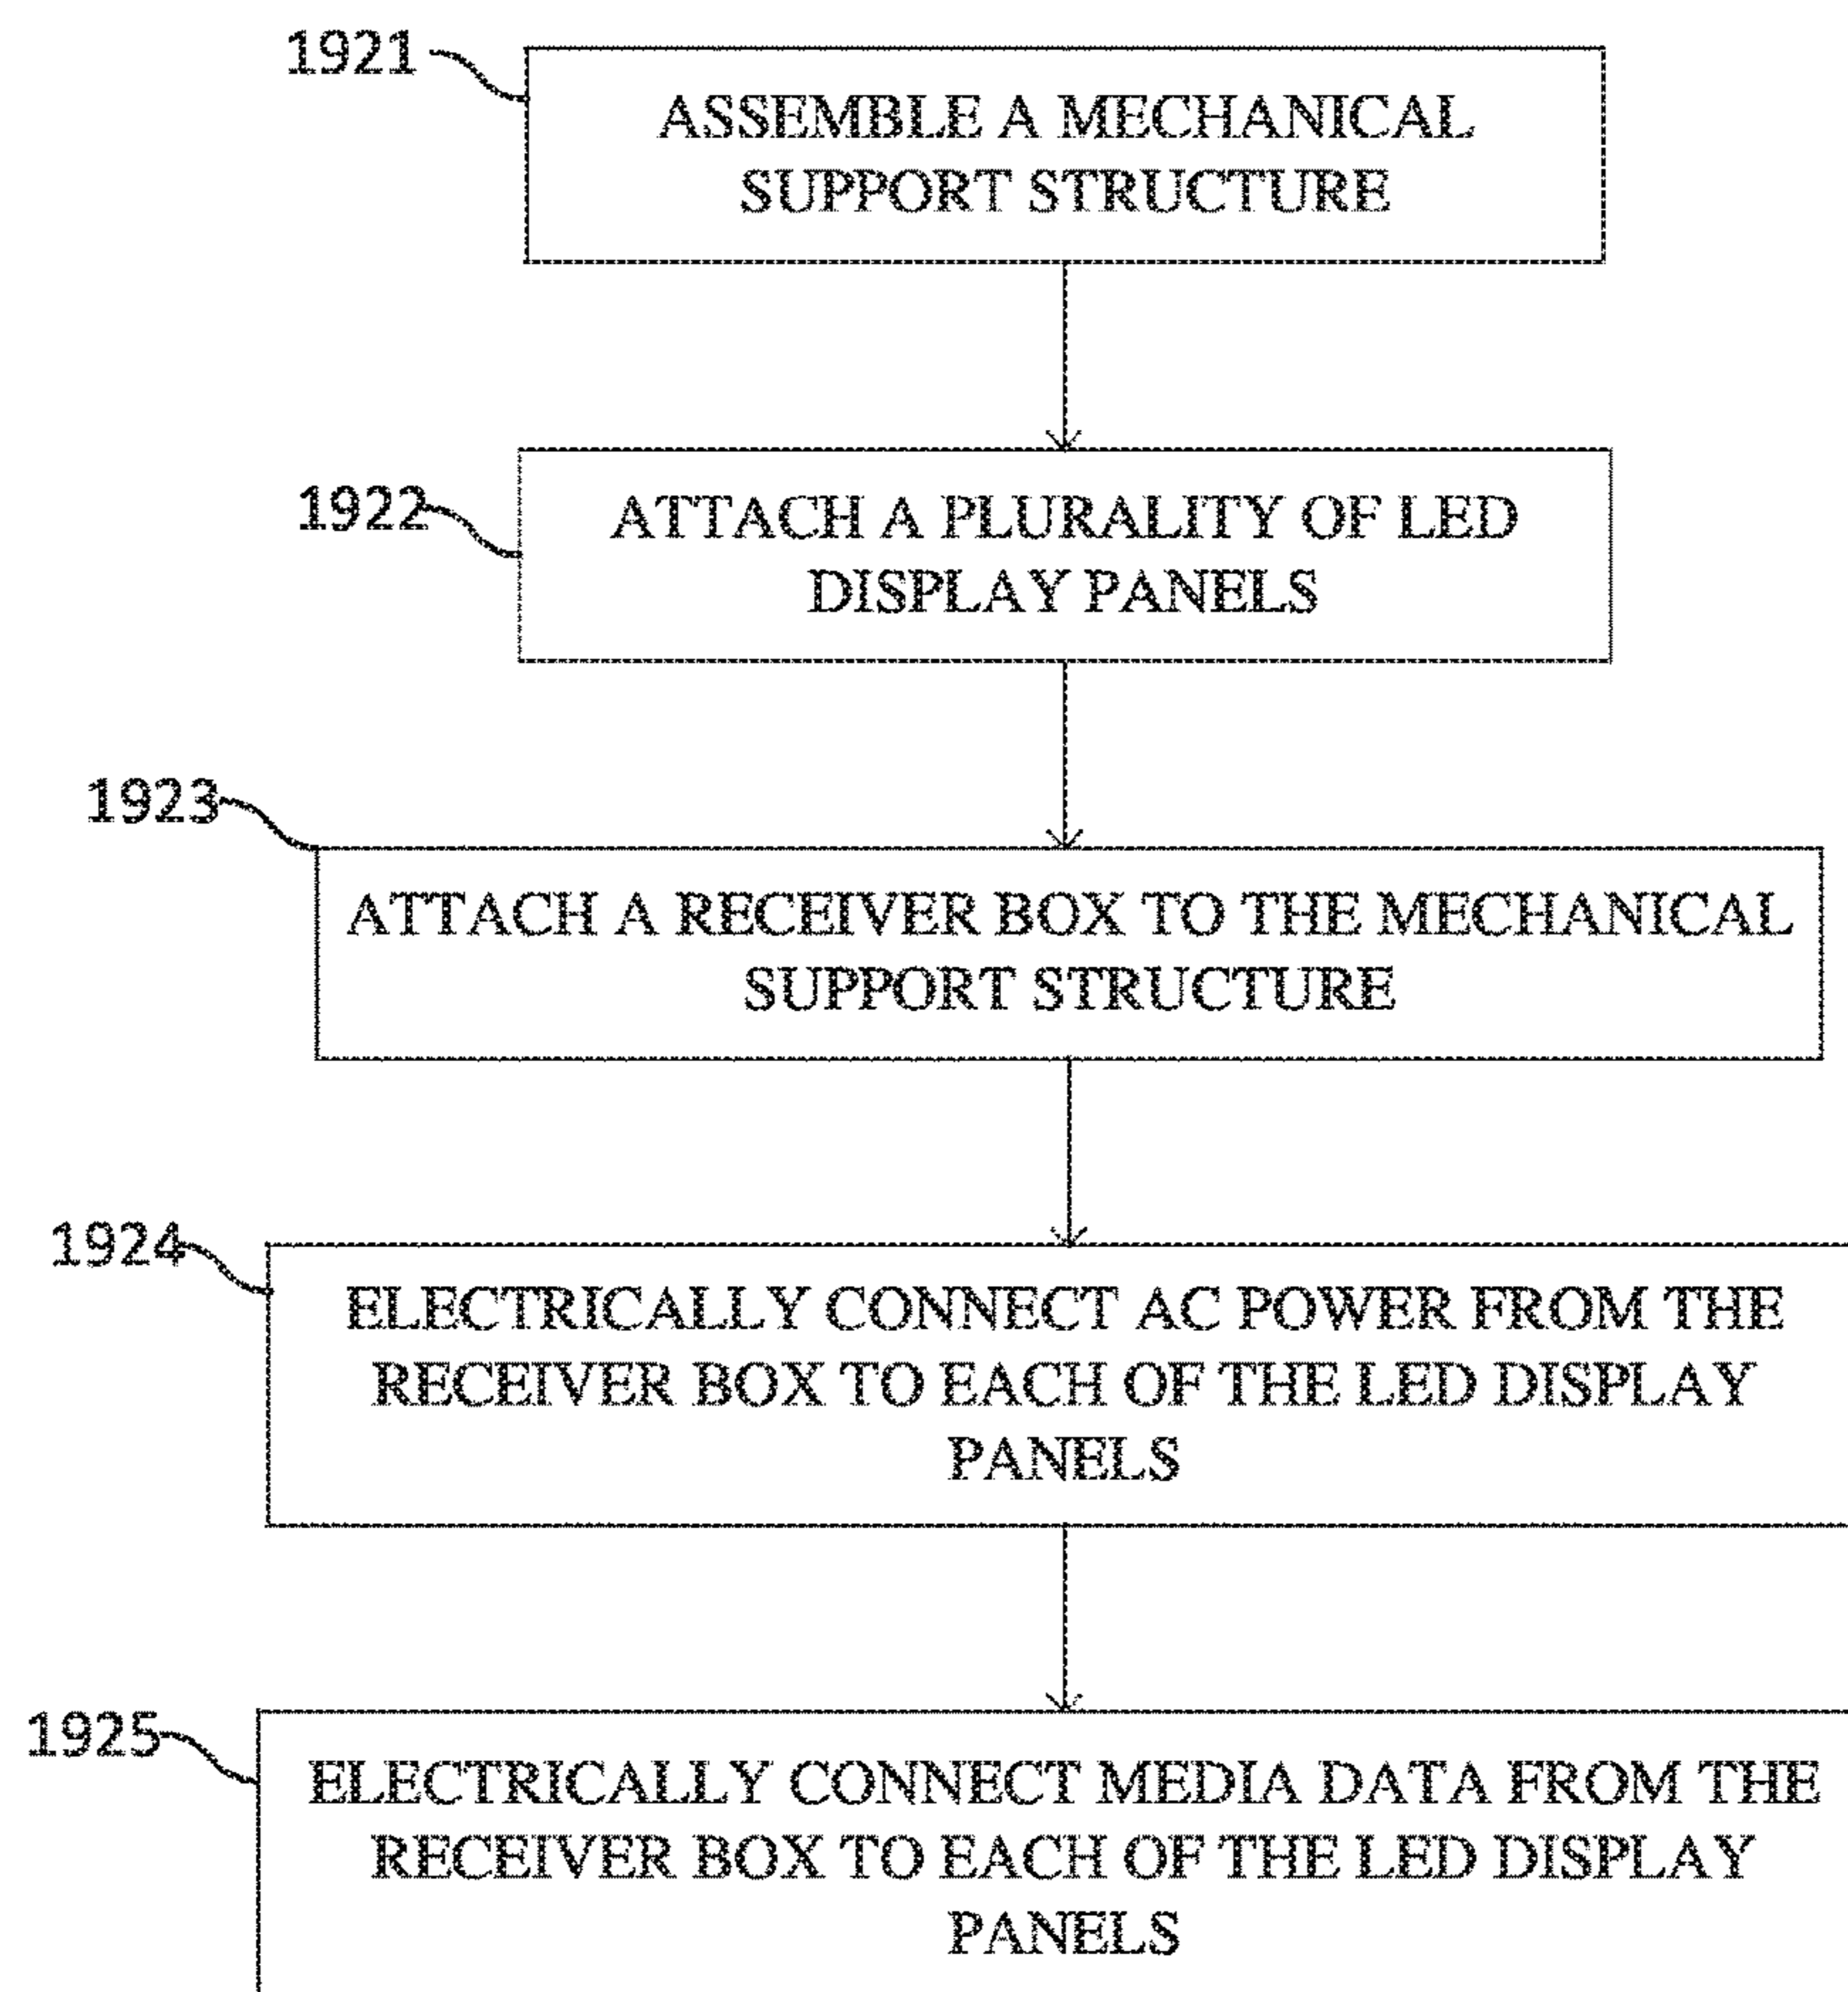 1921
ASSEMBLE A MECHANICAL
SUPPORT STRUCTURE
1922
ATTACH A PLURALITY OF LED
DISPLAY PANELS
1923
ATTACH A RECEIVER BOX TO THE MECHANICAL
SUPPORT STRUCTURE
1924
ELECTRICALLY CONNECT AC POWER FROM THE
RECEIVER BOX TO EACH OF THE LED DISPLAY
PANELS
1925
ELECTRICALLY CONNECT MEDIA DATA FROM THE
RECEIVER BOX TO EACH OF THE LED DISPLAY
PANELS